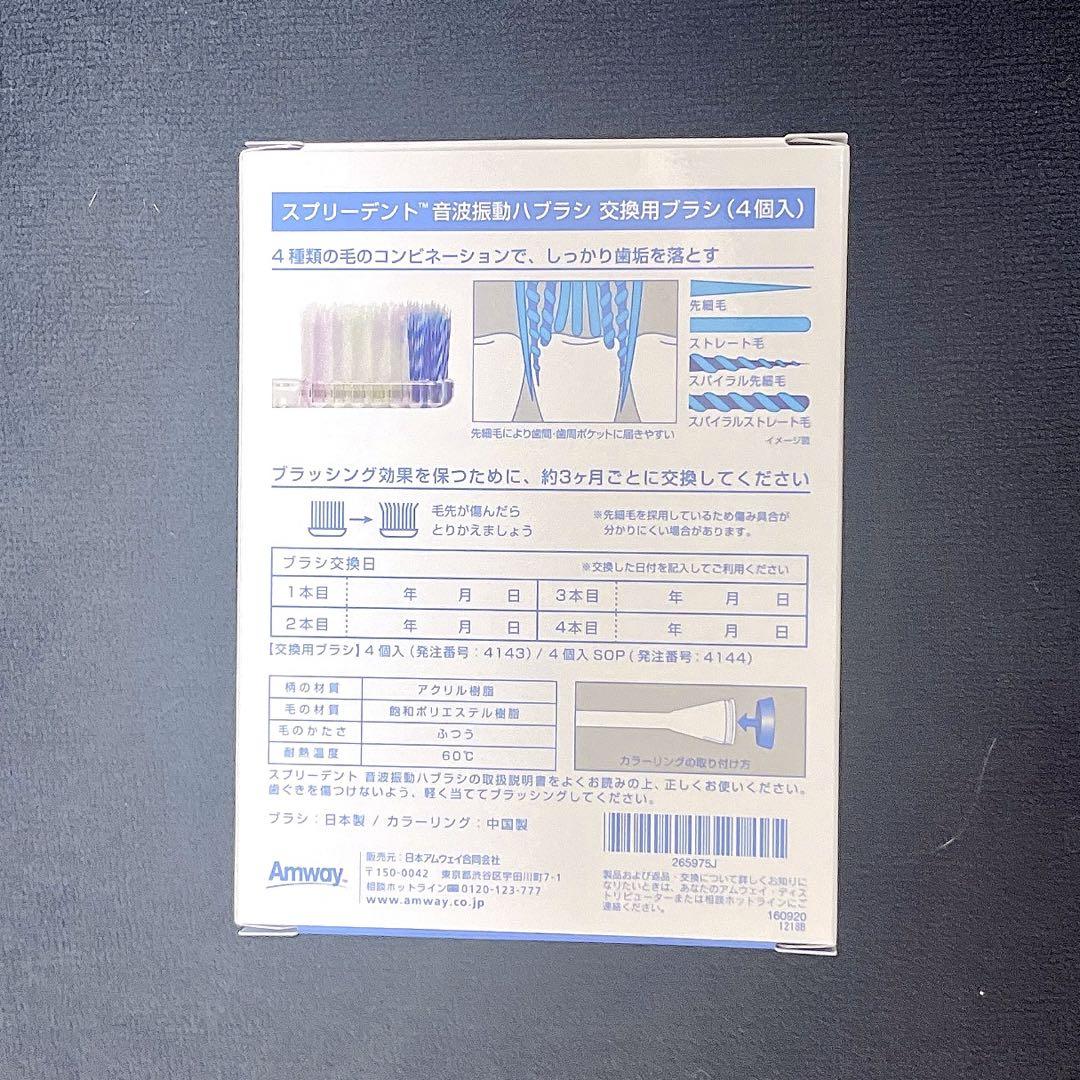 スプリーデント™音波振動ハブラシ 交換用ブラシ(4個入)
4種類の毛のコンビネーションで、しっかり歯垢を落とす
先細毛
ストレート毛
スパイラル先細毛
スパイラルストレート毛
先細毛により歯間・歯周ポケットに届きやすい
イメージ図
ブラッシング効果を保つために、約3ヶ月ごとに交換してください
毛先が傷んだら
とりかえましょう
※先細毛を採用しているため傷み具合が
分かりにくい場合があります。
ブラシ交換日 ※交換した日付を記入してご利用ください
1本目 年 月 日 3本目 年 月 日
2本目 年 月 日 4本目 年 月 日
【交換用ブラシ】4個入(発注番号:4143)/4個入SOP(発注番号:4144)
柄の材質 アクリル樹脂
毛の材質 飽和ポリエステル樹脂
毛のかたさ ふつう
耐熱温度 60℃
カラーリングの取り付け方
スプリーデント 音波振動ハブラシの取扱説明書をよくお読みの上、正しくお使いください。
歯ぐきを傷つけないよう、軽く当ててブラッシングしてください。
ブラシ:日本製/カラーリング:中国製
265975J
Amway™
販売元:日本アムウェイ合同会社
〒150-0042 東京都渋谷区宇田川町7-1
相談ホットライン 0120-123-777
www.amway.co.jp
製品および返品・交換について詳しくお知りに
なりたいときは、あなたのアムウェイ・ディス
トリビューターまたは相談ホットラインにご
連絡ください。
160920
1218B